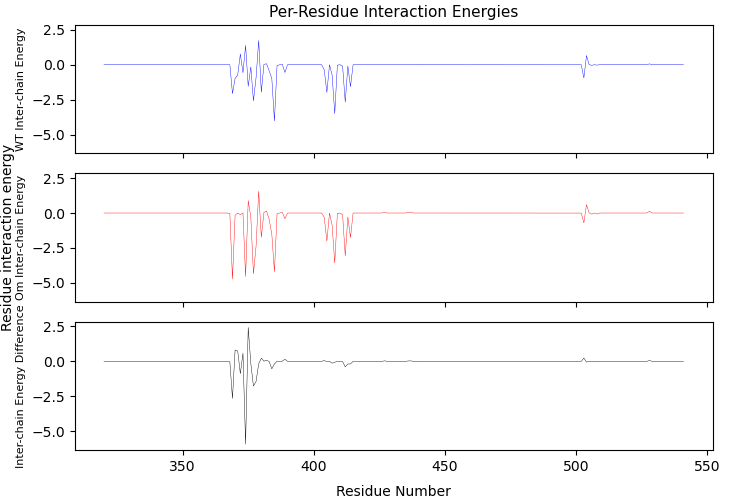 Per-Residue Interaction Energies
WT Inter-chain Energy
2.5
0.0
−2.5
−5.0
Residue interaction energy
Om Inter-chain Energy
2.5
0.0
−2.5
−5.0
Inter-chain Energy Difference
2.5
0.0
−2.5
−5.0
350 400 450 500 550
Residue Number